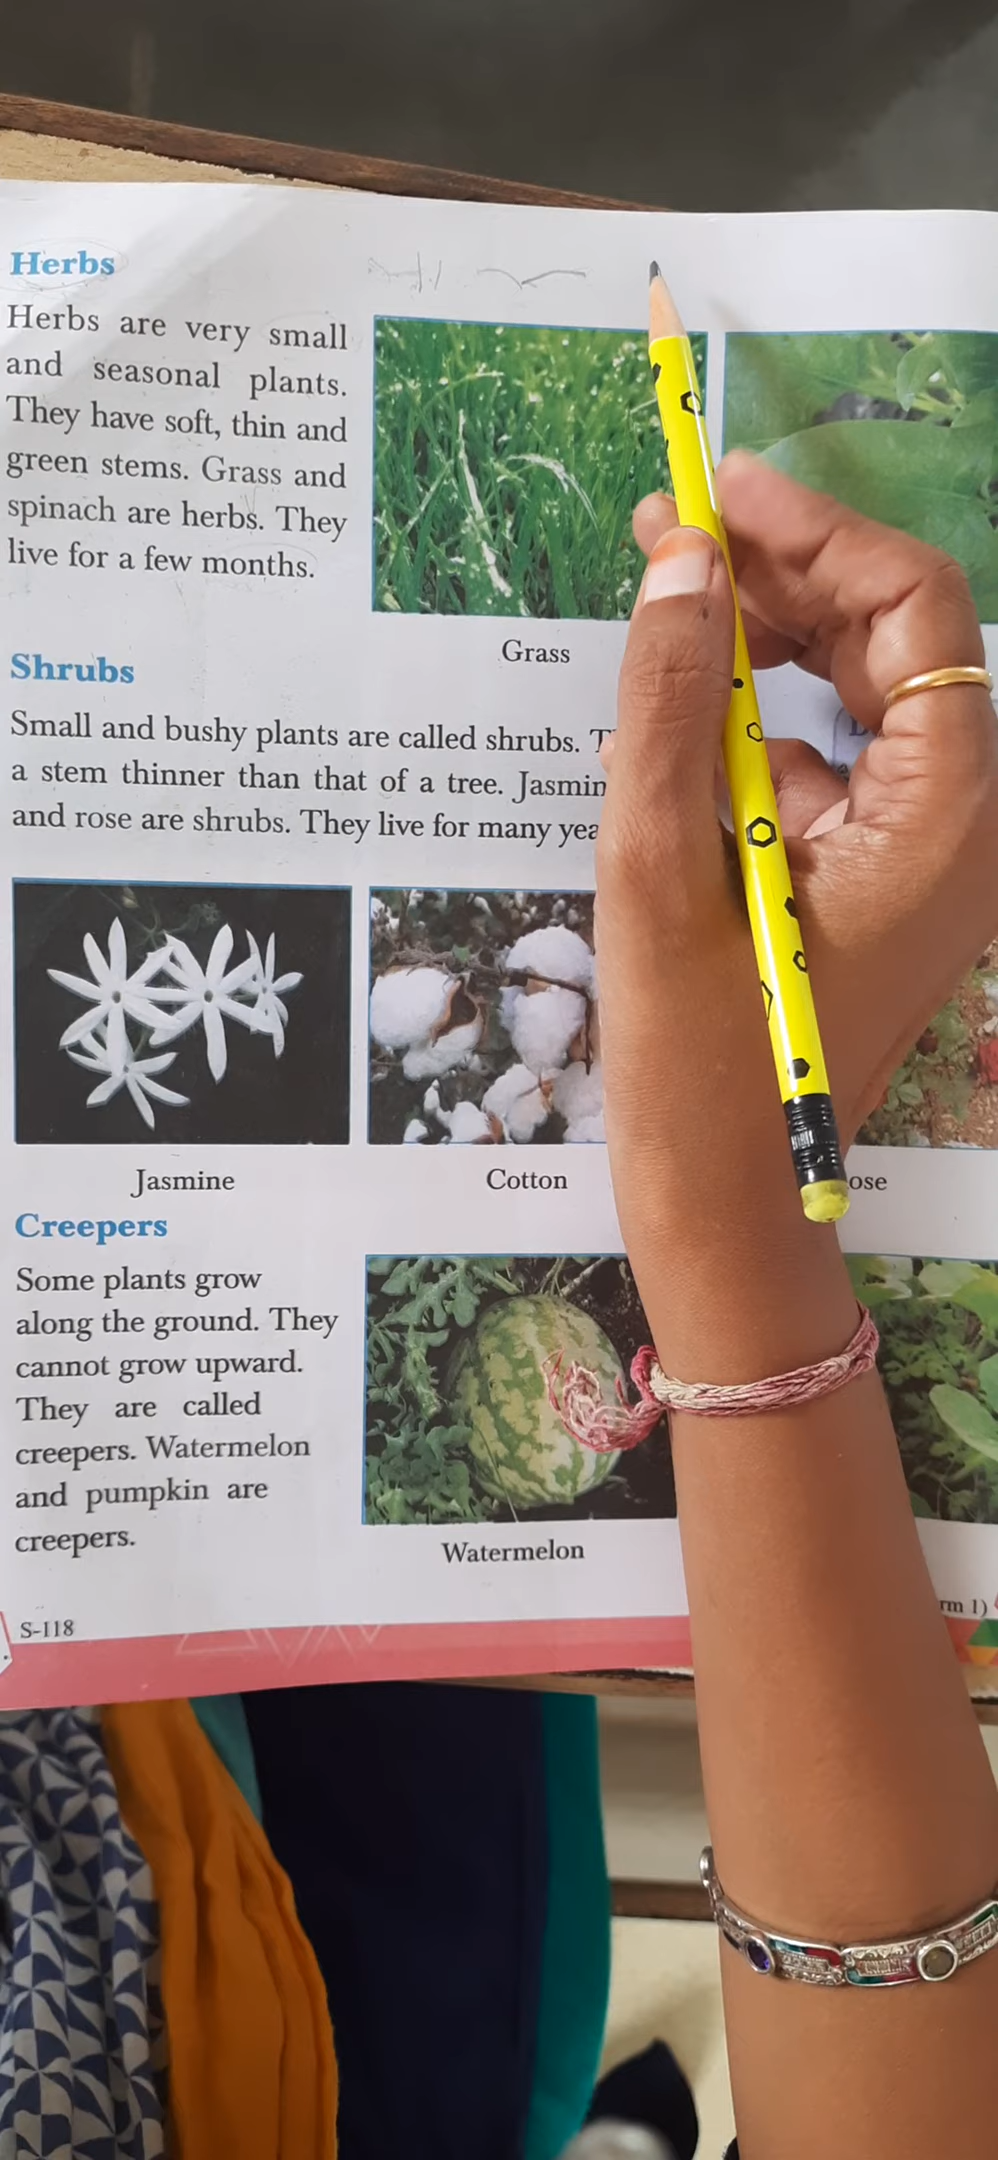 Herbs
Herbs are very small
and seasonal plants.
They have soft, thin and
green stems. Grass and
spinach are herbs. They
live for a few months.
Grass
Shrubs
Small and bushy plants are called shrubs.
a stem thinner than that of a tree.
and rose are shrubs. They live for many
Jasmine
Cotton
Creepers
Some plants grow
along the ground. They
cannot grow upward.
They are called
creepers. Watermelon
and pumpkin are
creepers.
Watermelon
S-118
1)